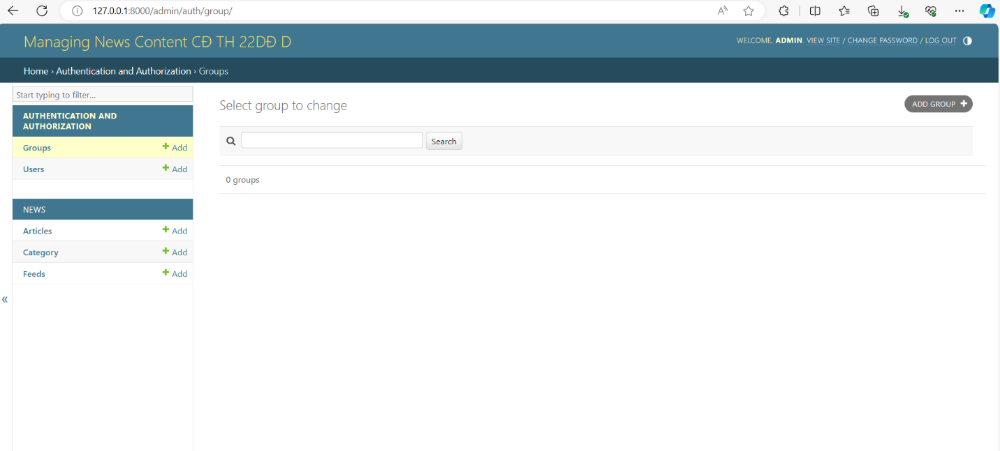 127.0.0.1:8000/admin/auth/group/
Managing News Content CĐ TH 22DĐ D
WELCOME, ADMIN. VIEW SITE / CHANGE PASSWORD / LOG OUT
Home › Authentication and Authorization › Groups
Start typing to filter...
AUTHENTICATION AND
AUTHORIZATION
Groups + Add
Users + Add
NEWS
Articles + Add
Category + Add
Feeds + Add
«
Select group to change
ADD GROUP +
Search
0 groups